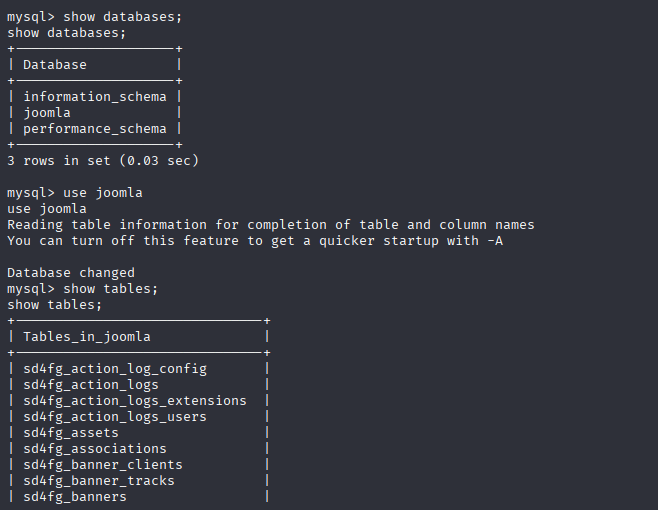 mysql> show databases;
show databases;
+--------------------+
| Database           |
+--------------------+
| information_schema |
| joomla             |
| performance_schema |
+--------------------+
3 rows in set (0.03 sec)
mysql> use joomla
use joomla
Reading table information for completion of table and column names
You can turn off this feature to get a quicker startup with -A
Database changed
mysql> show tables;
show tables;
+-------------------------------+
| Tables_in_joomla              |
+-------------------------------+
| sd4fg_action_log_config       |
| sd4fg_action_logs             |
| sd4fg_action_logs_extensions  |
| sd4fg_action_logs_users       |
| sd4fg_assets                  |
| sd4fg_associations            |
| sd4fg_banner_clients          |
| sd4fg_banner_tracks           |
| sd4fg_banners                 |